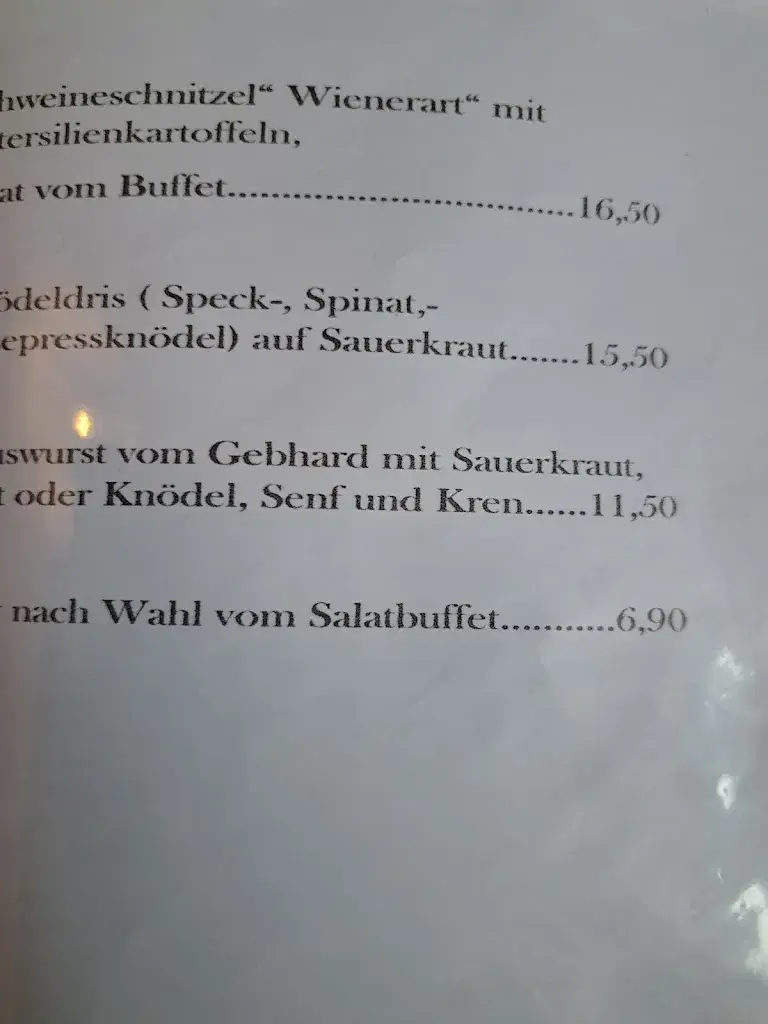 hweineschnitzel“ Wienerart“ mit
tersilienkartoffeln,
at vom Buffet.................................16,50
ödeldris ( Speck-, Spinat,-
epressknödel) auf Sauerkraut.......15,50
uswurst vom Gebhard mit Sauerkraut,
t oder Knödel, Senf und Kren......11,50
nach Wahl vom Salatbuffet...........6,90